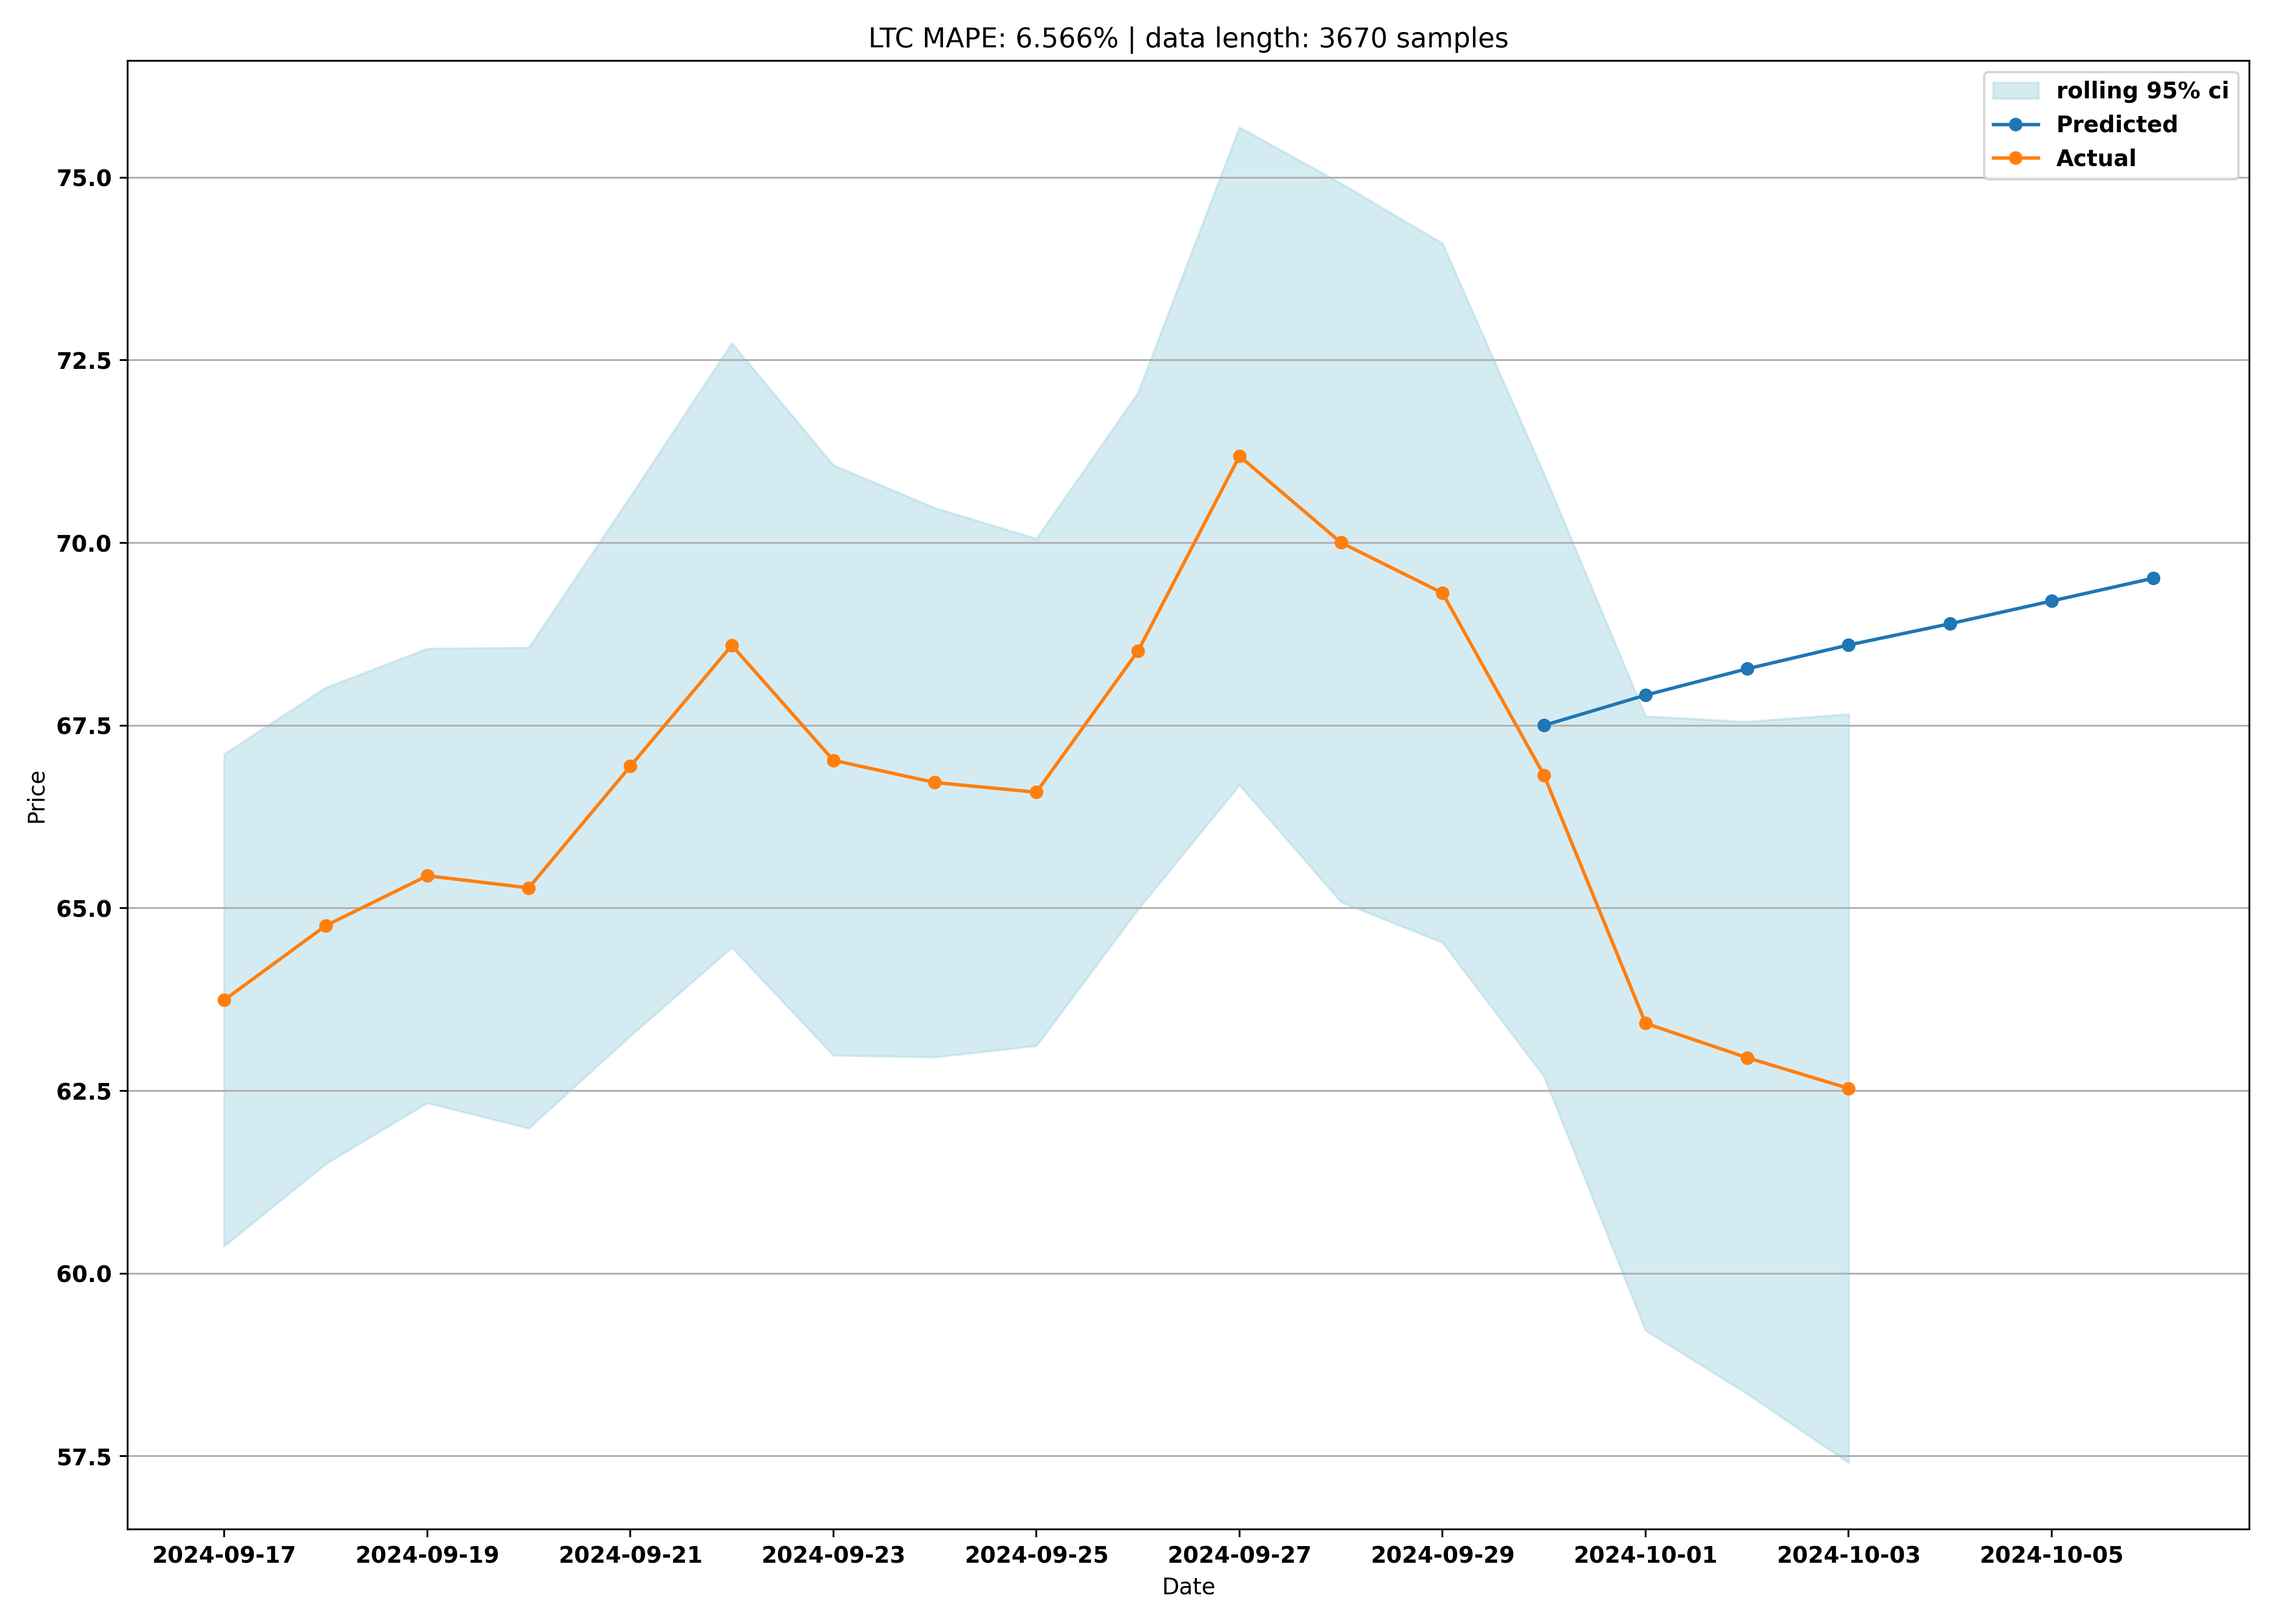 LTC MAPE: 6.566% | data length: 3670 samples
rolling 95% ci
Predicted
Actual
75.0
72.5
70.0
67.5
65.0
62.5
60.0
57.5
Price
2024-09-17 2024-09-19 2024-09-21 2024-09-23 2024-09-25 2024-09-27 2024-09-29 2024-10-01 2024-10-03 2024-10-05
Date